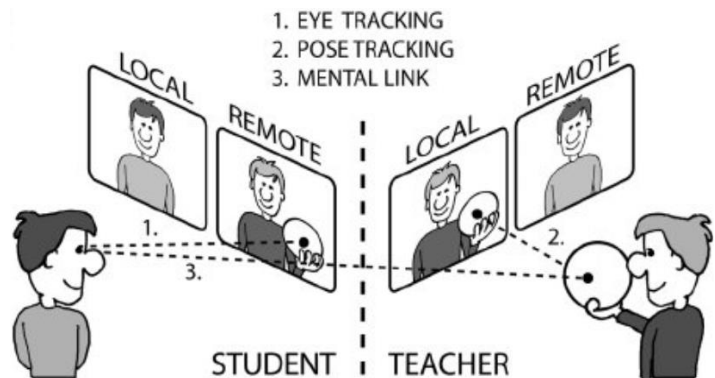 1. EYE TRACKING
2. POSE TRACKING
3. MENTAL LINK
LOCAL
REMOTE
LOCAL
REMOTE
1.
2.
3.
STUDENT
TEACHER